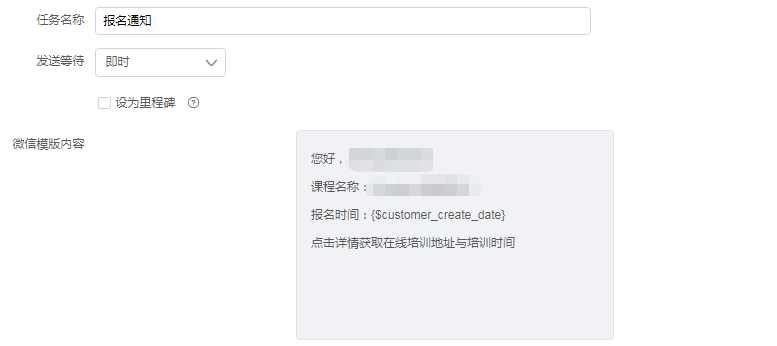 任务名称 报名通知
发送等待 即时
设为里程碑 ?
微信模版内容
您好，
课程名称：
报名时间：{$customer_create_date}
点击详情获取在线培训地址与培训时间